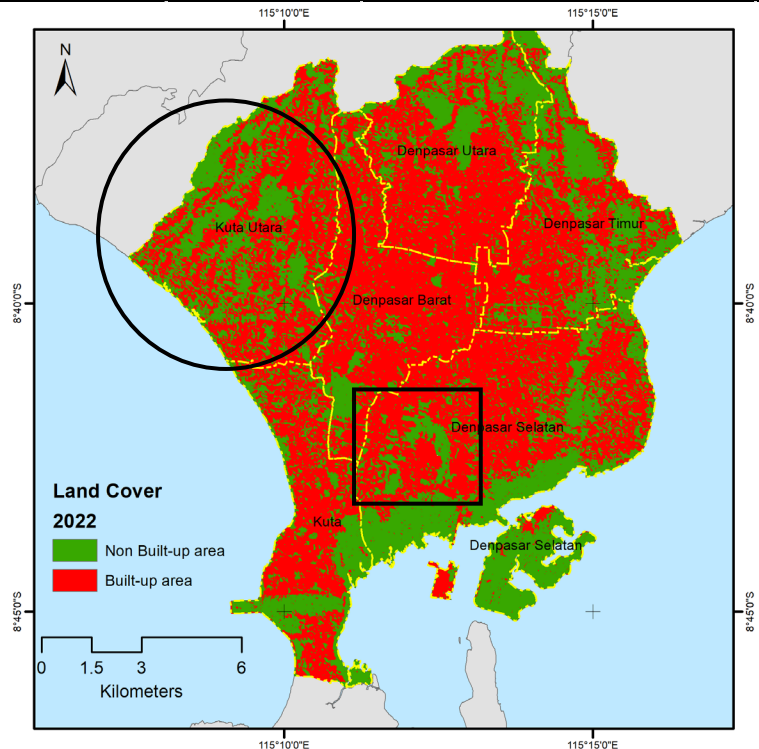 115°10'0"E 115°15'0"E
N
Denpasar Utara
Kuta Utara
Denpasar Timur
8°40'0"S 8°40'0"S
Denpasar Barat
Denpasar Selatan
Land Cover
2022
Kuta
Non Built-up area
Denpasar Selatan
Built-up area
8°45'0"S 8°45'0"S
0 1.5 3 6
Kilometers
115°10'0"E 115°15'0"E